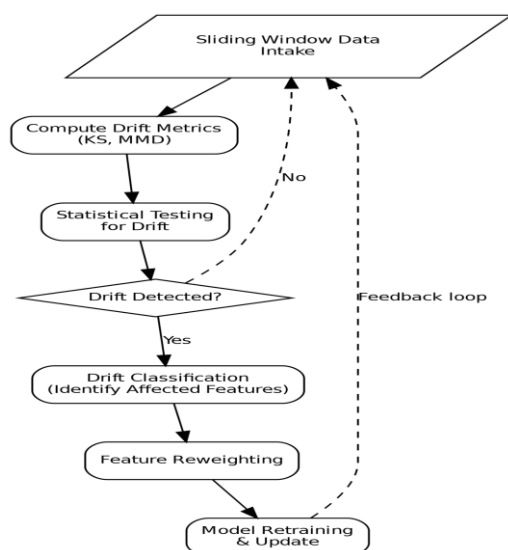 Sliding Window Data
Intake
Compute Drift Metrics
(KS, MMD)
No
Statistical Testing
for Drift
Drift Detected?
Feedback loop
Yes
Drift Classification
(Identify Affected Features)
Feature Reweighting
Model Retraining
& Update